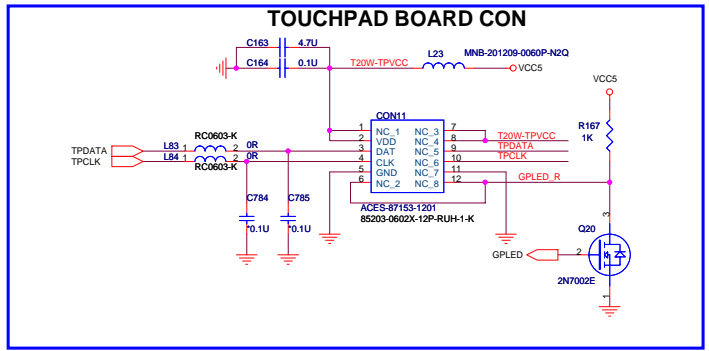 TOUCHPAD BOARD CON
C163 4.7U
C164 0.1U
T20W-TPVCC
L23
MNB-201209-0060P-N2Q
VCC5
VCC5
R167
1K
CON11
1 NC_1 NC_3 7
2 VDD NC_4 8 T20W-TPVCC
3 DAT NC_5 9 TPDATA
4 CLK NC_6 10 TPCLK
5 GND NC_7 11
6 NC_2 NC_8 12 GPLED_R
ACES-87153-1201
85203-0602X-12P-RUH-1-K
RC0603-K
TPDATA L83 1 2 0R
TPCLK L84 1 2 0R
RC0603-K
C784
*0.1U
C785
*0.1U
3
Q20
GPLED 2
2N7002E
1